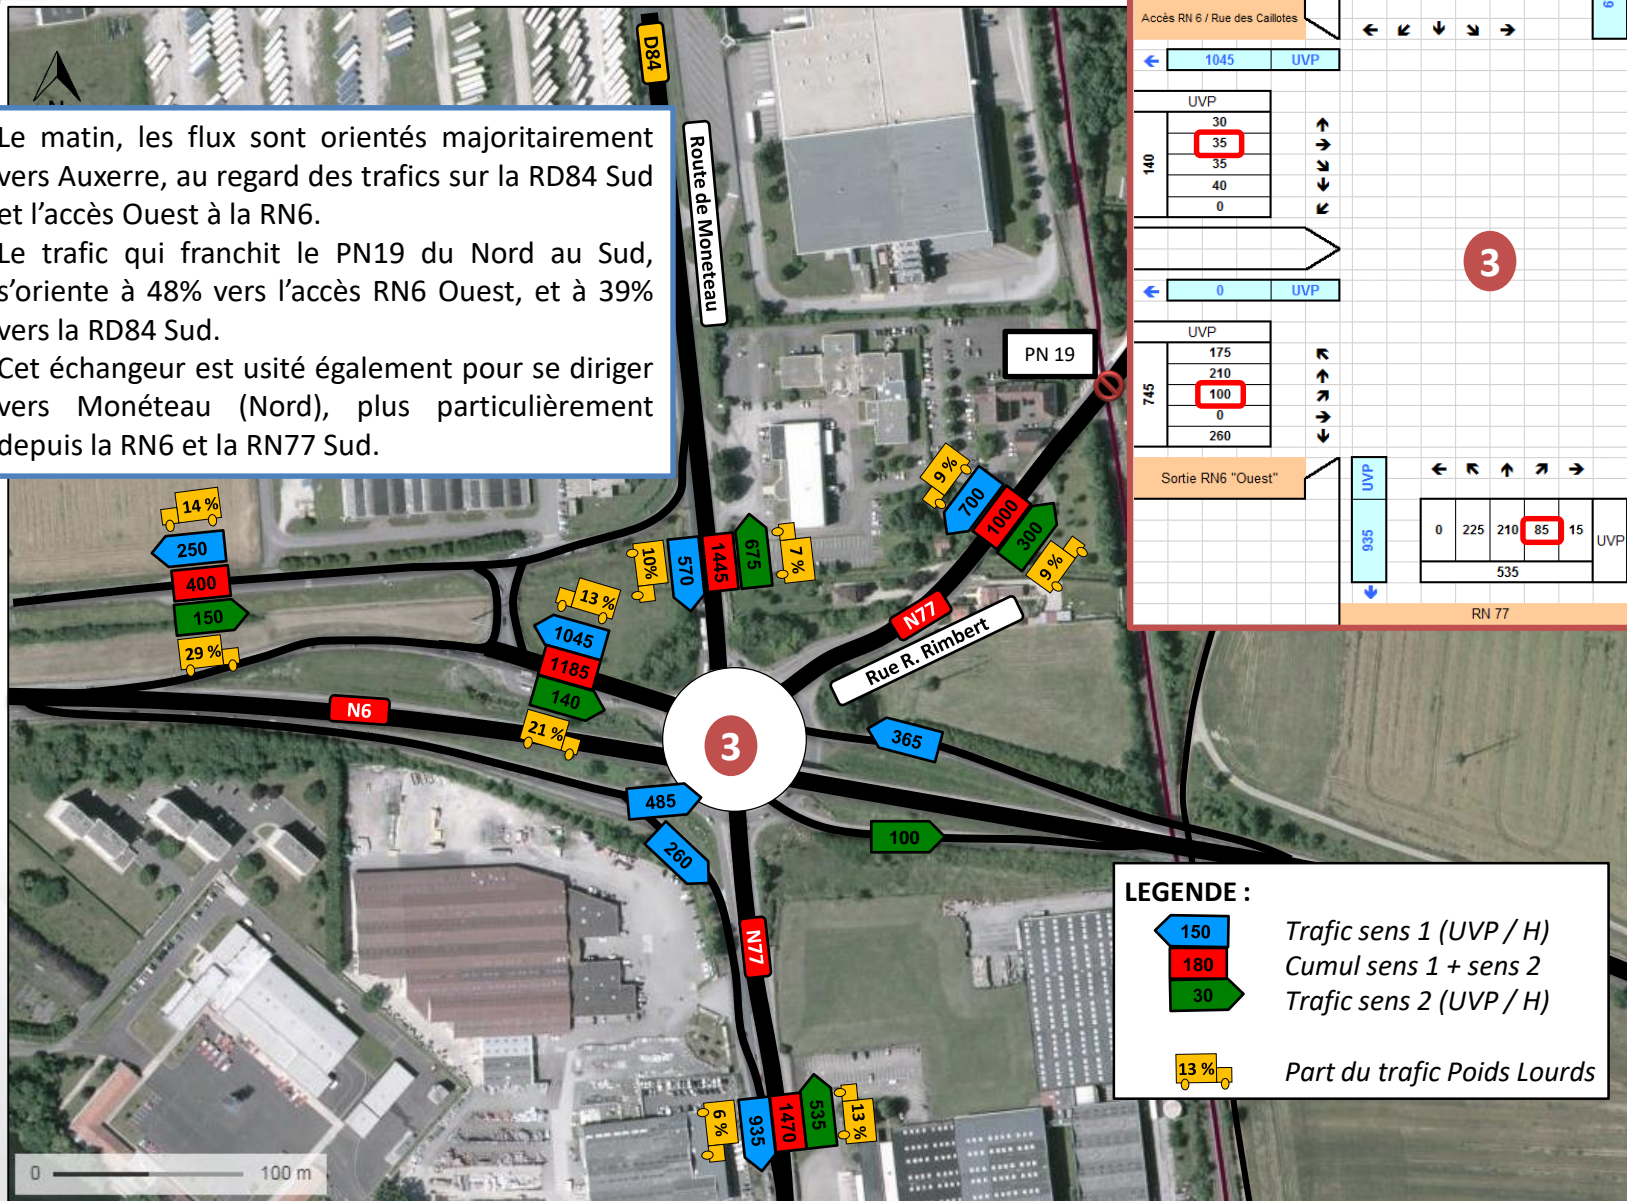 Le matin, les flux sont orientés majoritairement
vers Auxerre, au regard des trafics sur la RD84 Sud
et l'accès Ouest à la RN6.
Le trafic qui franchit le PN19 du Nord au Sud,
s'oriente à 48% vers l'accès RN6 Ouest, et à 39%
vers la RD84 Sud.
Cet échangeur est usité également pour se diriger
vers Monéteau (Nord), plus particulièrement
depuis la RN6 et la RN77 Sud.
D84
Route de Moneteau
PN 19
Accès RN 6 / Rue des Caillotes
1045 UVP
UVP
140
30
35
35
40
0
0 UVP
UVP
745
175
210
100
0
260
Sortie RN6 "Ouest"
3
UVP
935
0 225 210 85 15 UVP
535
RN 77
14 %
250
400
150
29 %
13 %
1045
1185
140
21 %
10%
570
1445
675
7 %
9 %
700
1000
300
9 %
N77
Rue R. Rimbert
N6
3
365
485
260
100
N77
6 %
935
1470
535
13 %
LEGENDE :
150 Trafic sens 1 (UVP / H)
180 Cumul sens 1 + sens 2
30 Trafic sens 2 (UVP / H)
13 % Part du trafic Poids Lourds
0 100 m